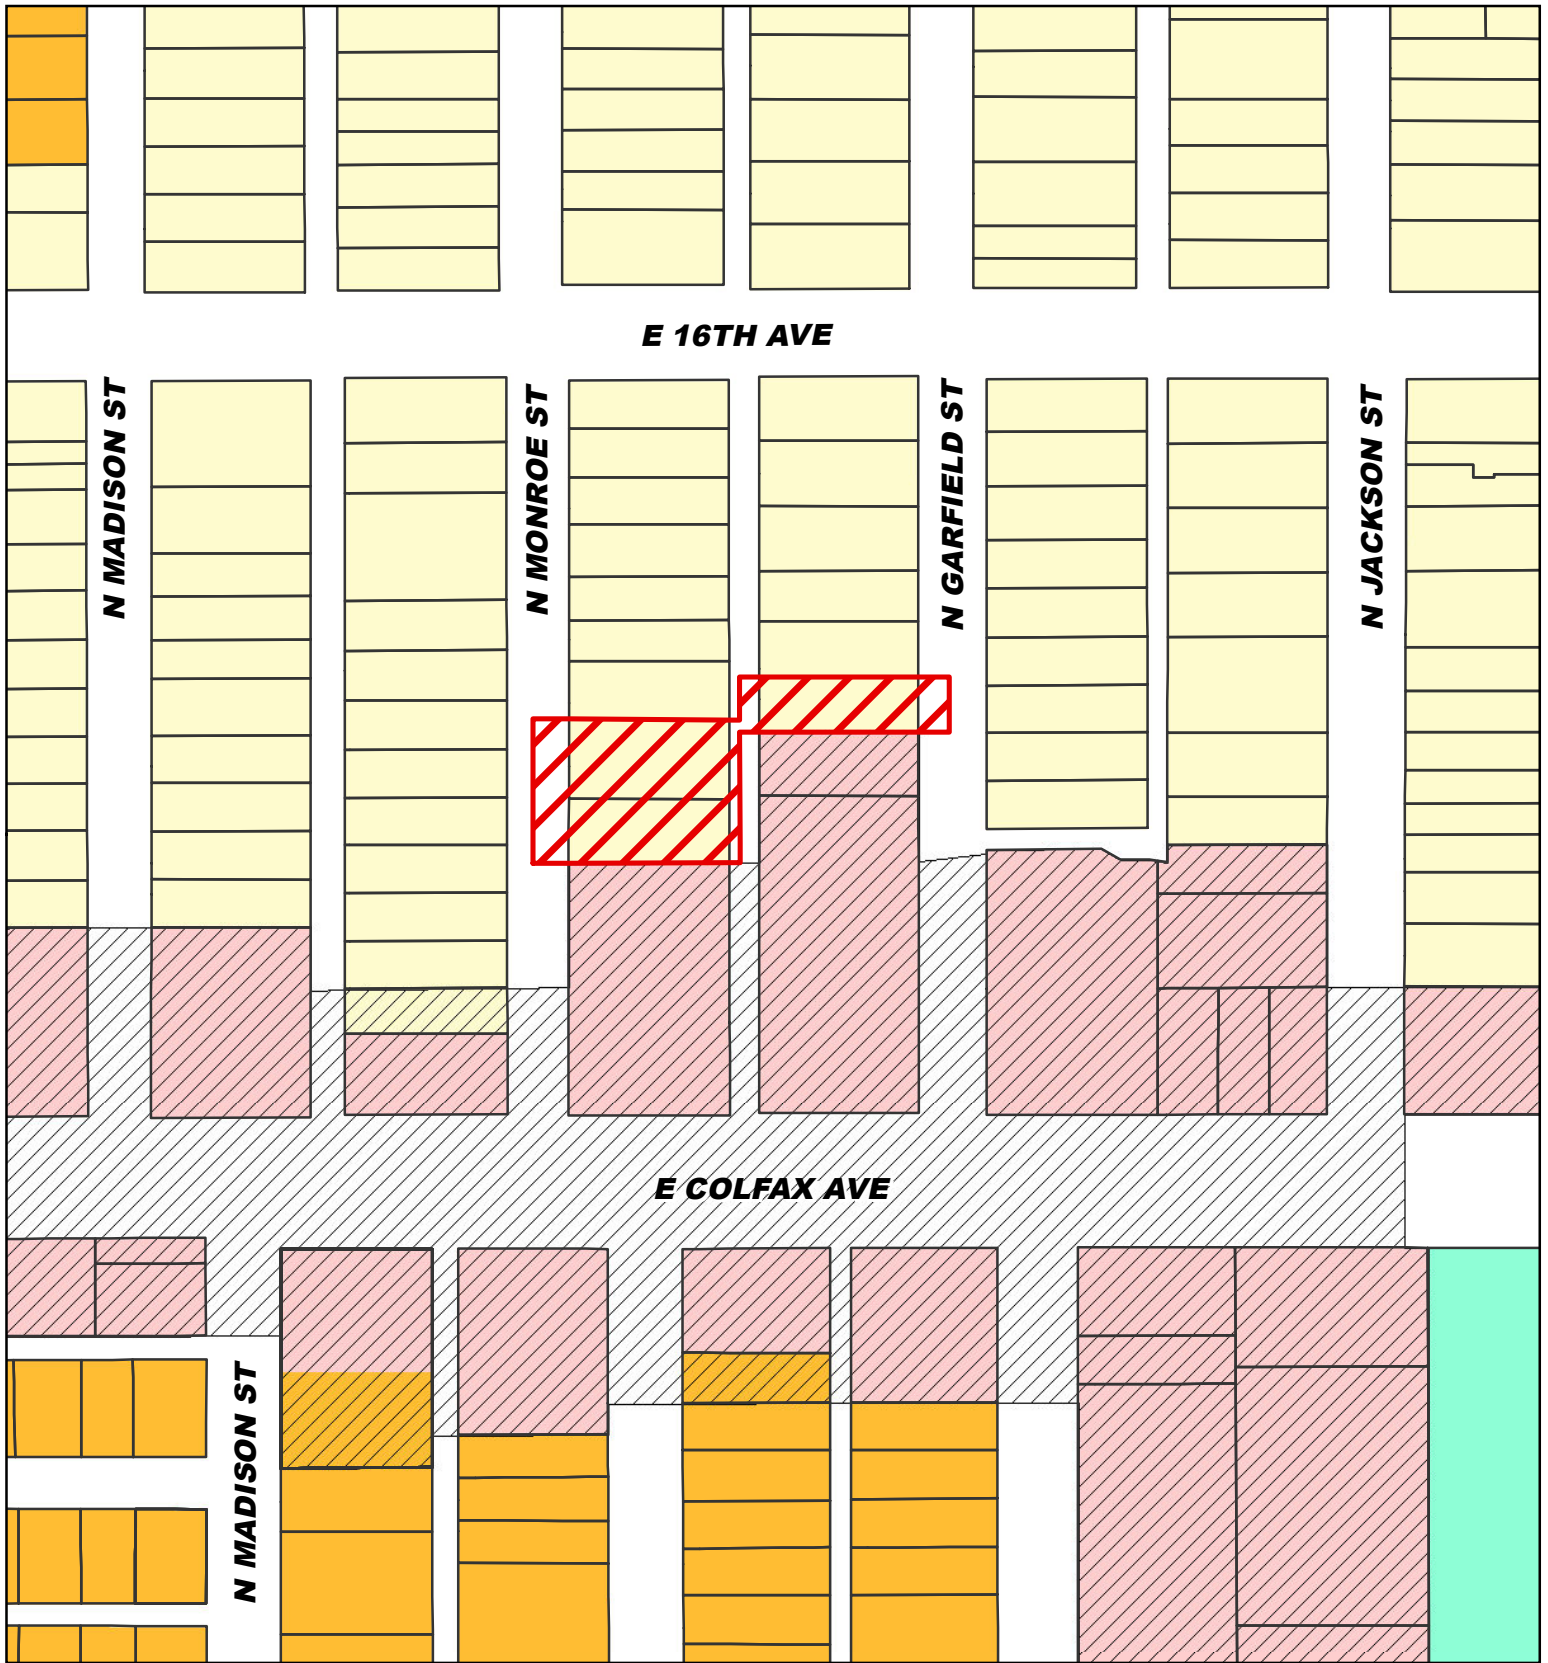 E 16TH AVE
N MADISON ST
N MONROE ST
N GARFIELD ST
N JACKSON ST
E COLFAX AVE
N MADISON ST